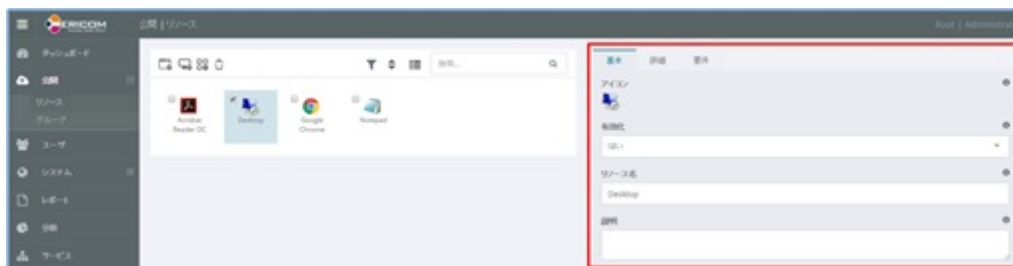 ERICOM
公開 | リソース
Root | Administrator
ダッシュボード
公開
リソース
グループ
ユーザ
システム
レポート
分析
サービス
検索...
Acrobat
Reader DC
Desktop
Google
Chrome
Notepad
基本
詳細
要件
アイコン
有効化
はい
リソース名
Desktop
説明